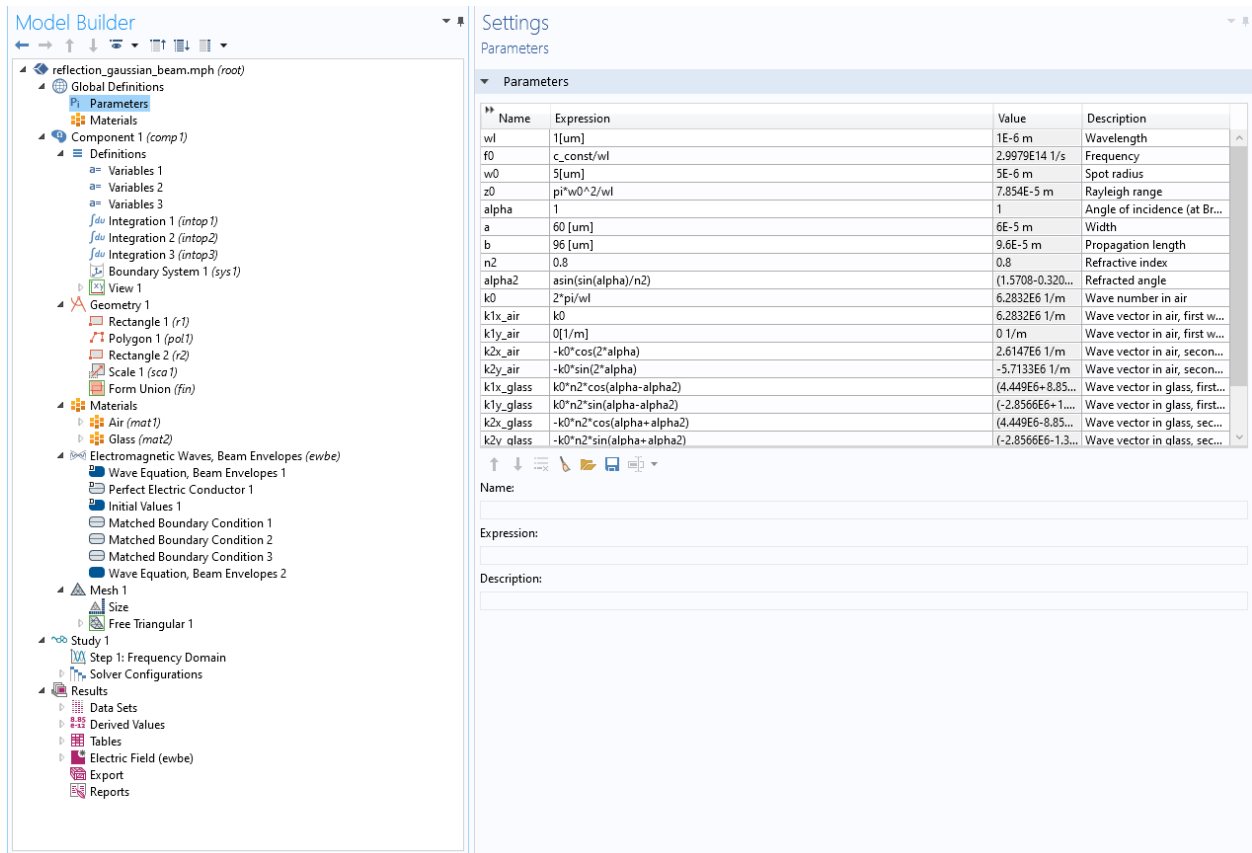 Model Builder
reflection_gaussian_beam.mph (root)
Global Definitions
Pi Parameters
Materials
Component 1 (comp1)
Definitions
a= Variables 1
a= Variables 2
a= Variables 3
∫du Integration 1 (intop1)
∫du Integration 2 (intop2)
∫du Integration 3 (intop3)
Boundary System 1 (sys1)
View 1
Geometry 1
Rectangle 1 (r1)
Polygon 1 (pol1)
Rectangle 2 (r2)
Scale 1 (sca1)
Form Union (fin)
Materials
Air (mat1)
Glass (mat2)
Electromagnetic Waves, Beam Envelopes (ewbe)
Wave Equation, Beam Envelopes 1
Perfect Electric Conductor 1
Initial Values 1
Matched Boundary Condition 1
Matched Boundary Condition 2
Matched Boundary Condition 3
Wave Equation, Beam Envelopes 2
Mesh 1
Size
Free Triangular 1
Study 1
Step 1: Frequency Domain
Solver Configurations
Results
Data Sets
8.85 e-12 Derived Values
Tables
Electric Field (ewbe)
Export
Reports
Settings
Parameters
Parameters
Name Expression Value Description
wl 1[um] 1E-6 m Wavelength
f0 c_const/wl 2.9979E14 1/s Frequency
w0 5[um] 5E-6 m Spot radius
z0 pi*w0^2/wl 7.854E-5 m Rayleigh range
alpha 1 1 Angle of incidence (at Br...
a 60 [um] 6E-5 m Width
b 96 [um] 9.6E-5 m Propagation length
n2 0.8 0.8 Refractive index
alpha2 asin(sin(alpha)/n2) (1.5708-0.320... Refracted angle
k0 2*pi/wl 6.2832E6 1/m Wave number in air
k1x_air k0 6.2832E6 1/m Wave vector in air, first w...
k1y_air 0[1/m] 0 1/m Wave vector in air, first w...
k2x_air -k0*cos(2*alpha) 2.6147E6 1/m Wave vector in air, secon...
k2y_air -k0*sin(2*alpha) -5.7133E6 1/m Wave vector in air, secon...
k1x_glass k0*n2*cos(alpha-alpha2) (4.449E6+8.85... Wave vector in glass, first...
k1y_glass k0*n2*sin(alpha-alpha2) (-2.8566E6+1.... Wave vector in glass, first...
k2x_glass -k0*n2*cos(alpha+alpha2) (4.449E6-8.85... Wave vector in glass, sec...
k2y_glass -k0*n2*sin(alpha+alpha2) (-2.8566E6-1.3... Wave vector in glass, sec...
Name:
Expression:
Description: